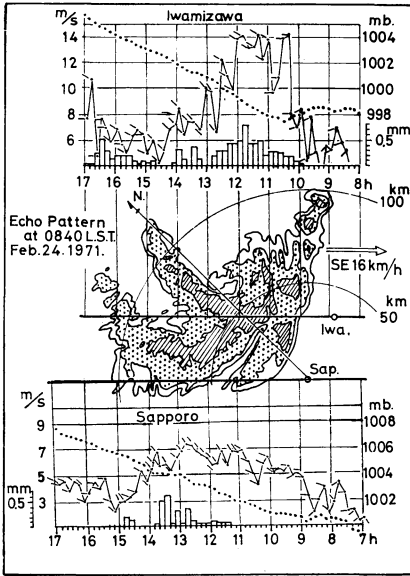 m/s Iwamizawa mb.
14 1004
12 1002
10 1000
8 998
6 0,5 mm
17 16 15 14 13 12 11 10 9 8 h
km
100
N
Echo Pattern
at 0840 L.S.T.
Feb.24.1971.
SE 16 km/h
km
50
Iwa.
Sap.
m/s mb.
Sapporo
9 1008
7 1006
5 1004
mm
0,5 3 1002
17 16 15 14 13 12 11 10 9 8 7 h